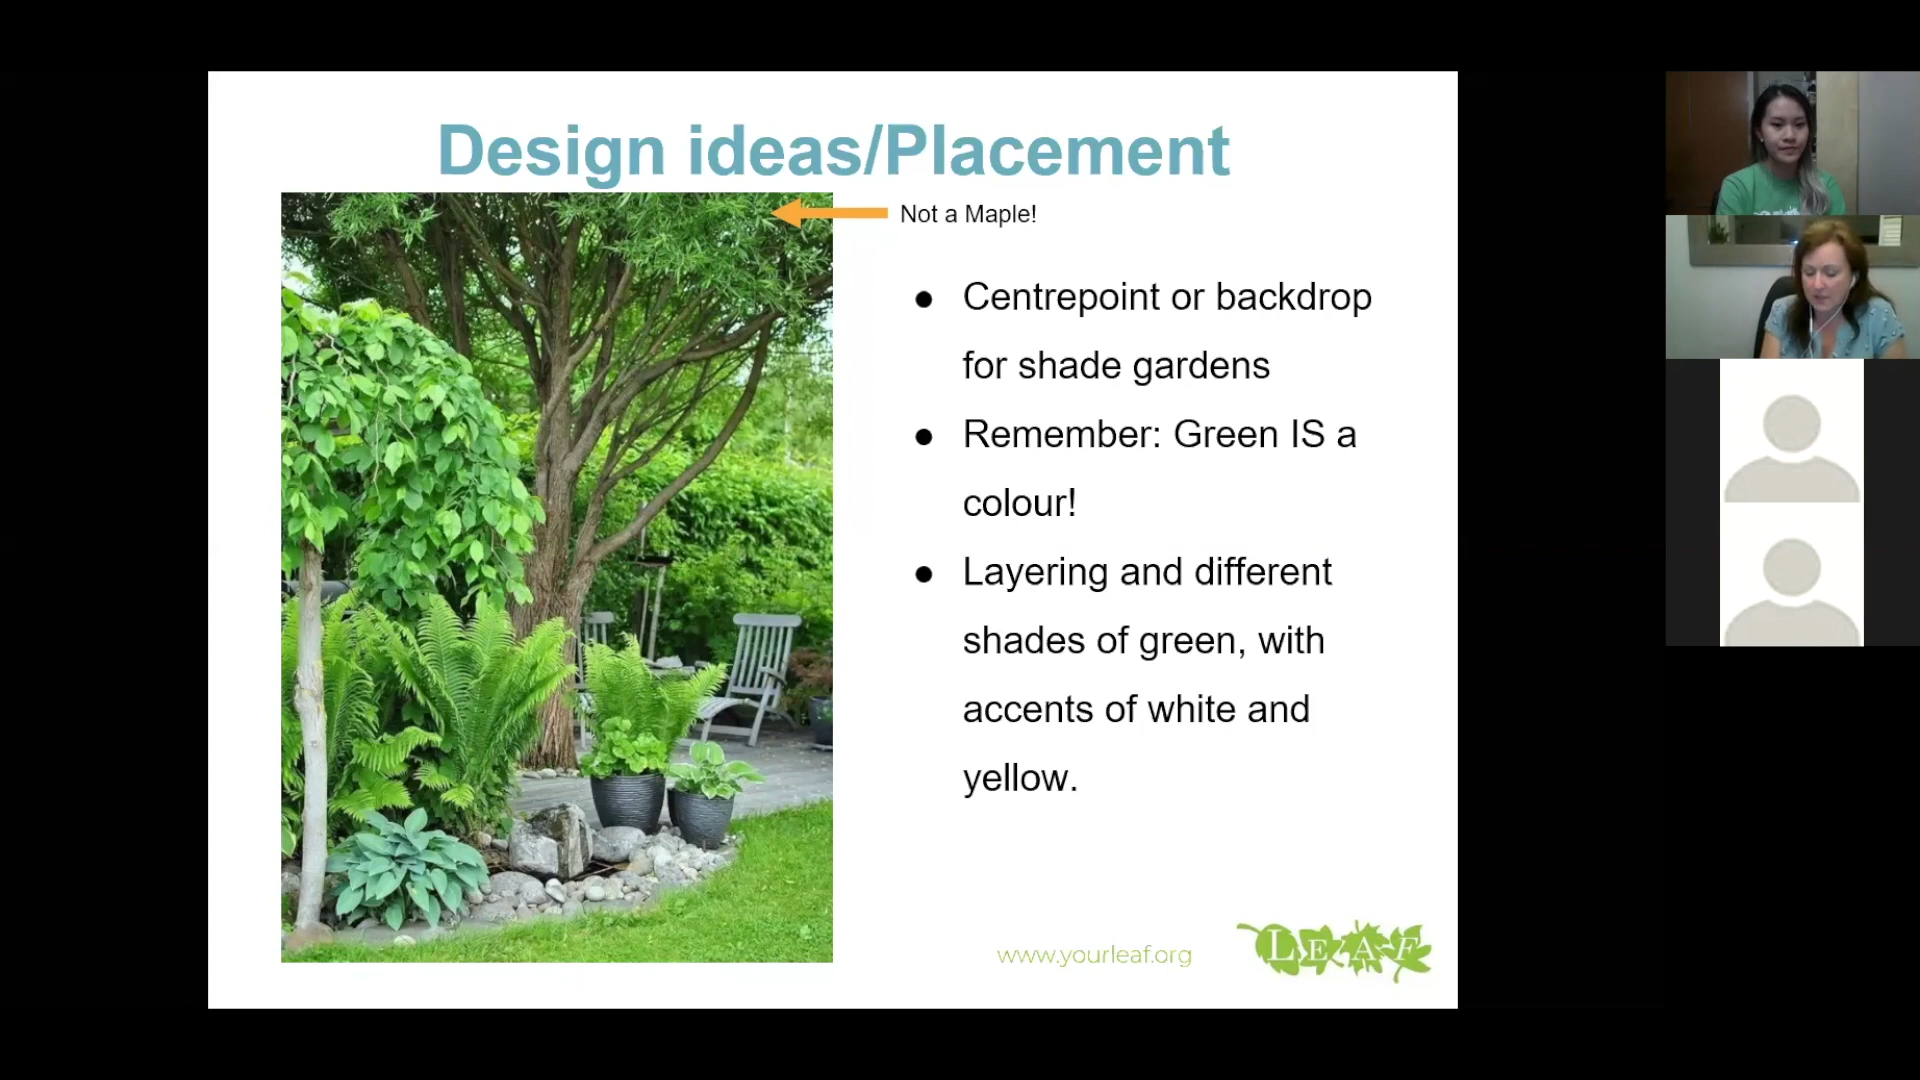 Design ideas/Placement
Not a Maple!
● Centrepoint or backdrop
for shade gardens
● Remember: Green IS a
colour!
● Layering and different
shades of green, with
accents of white and
yellow.
www.yourleaf.org
LEAF